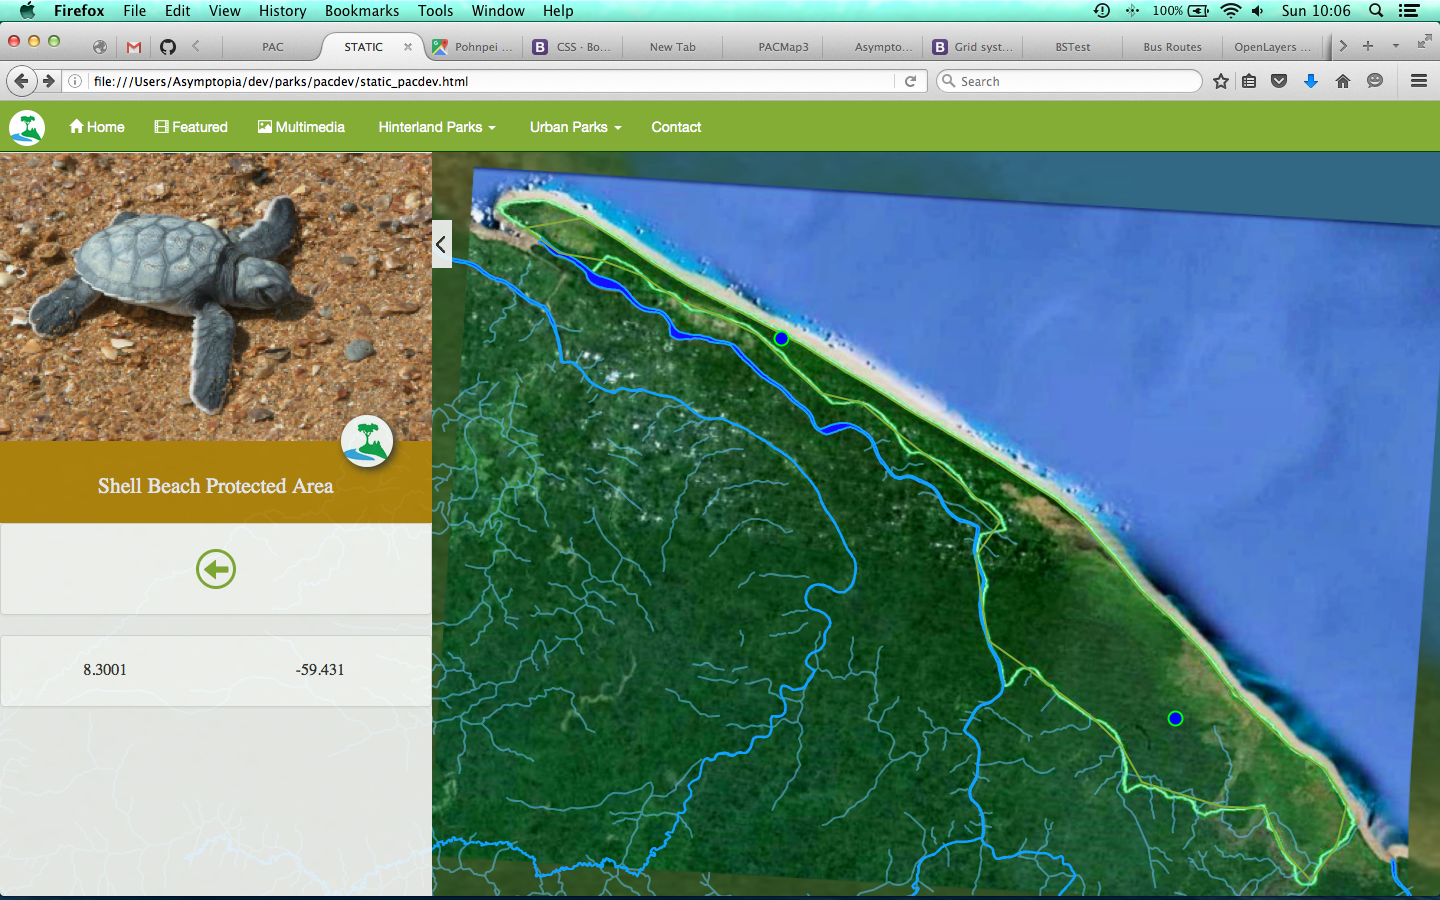 Firefox File Edit View History Bookmarks Tools Window Help 100% Sun 10:06
PAC STATIC Pohnpei ... CSS · Bo... New Tab PACMap3 Asympto... Grid syst... BSTest Bus Routes OpenLayers ...
file:///Users/Asymptopia/dev/parks/pacdev/static_pacdev.html Search
Home Featured Multimedia Hinterland Parks Urban Parks Contact
Shell Beach Protected Area
8.3001 -59.431